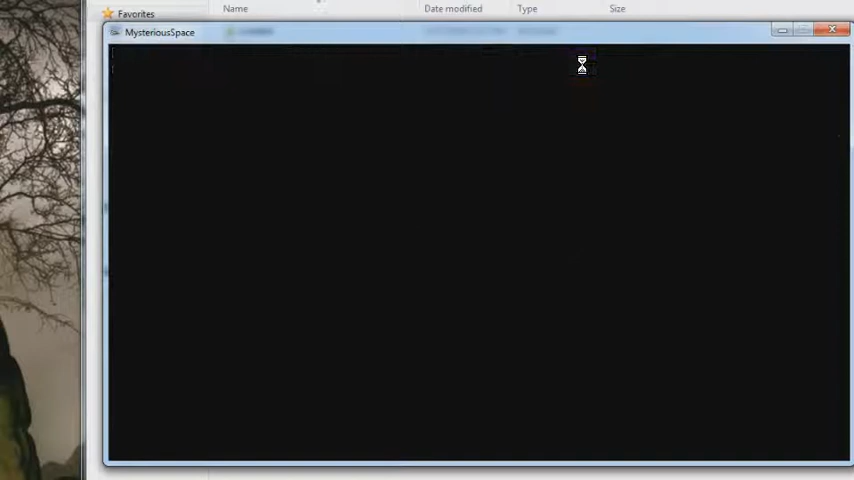 Favorites
Name
Date modified
Type
Size
MysteriousSpace